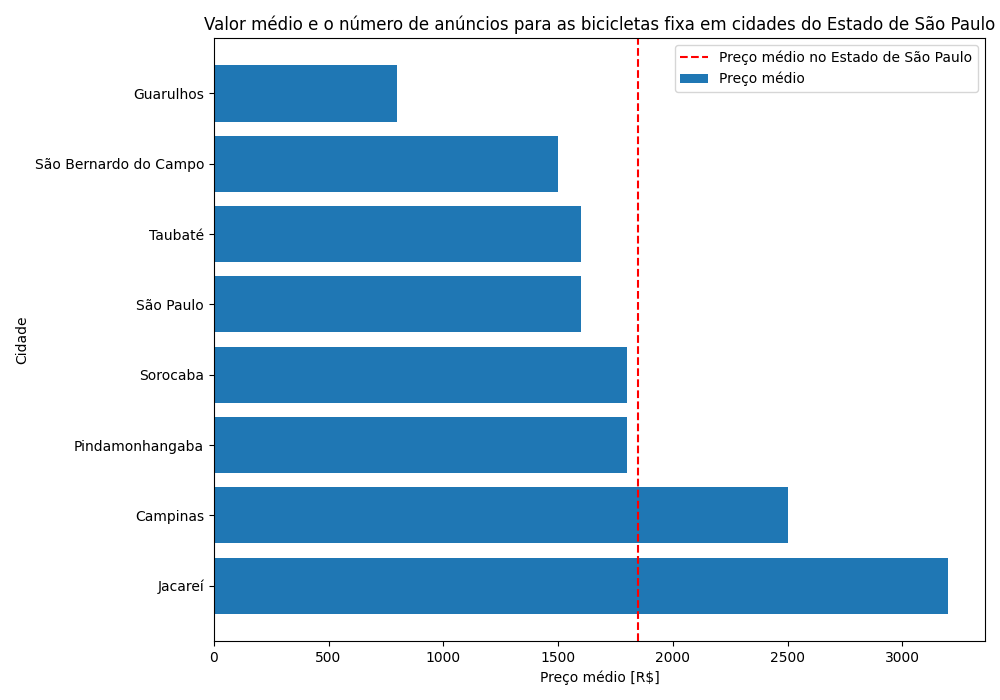 Valor médio e o número de anúncios para as bicicletas fixa em cidades do Estado de São Paulo
Preço médio no Estado de São Paulo
Preço médio
Guarulhos
São Bernardo do Campo
Taubaté
São Paulo
Sorocaba
Pindamonhangaba
Campinas
Jacareí
Cidade
0 500 1000 1500 2000 2500 3000
Preço médio [R$]